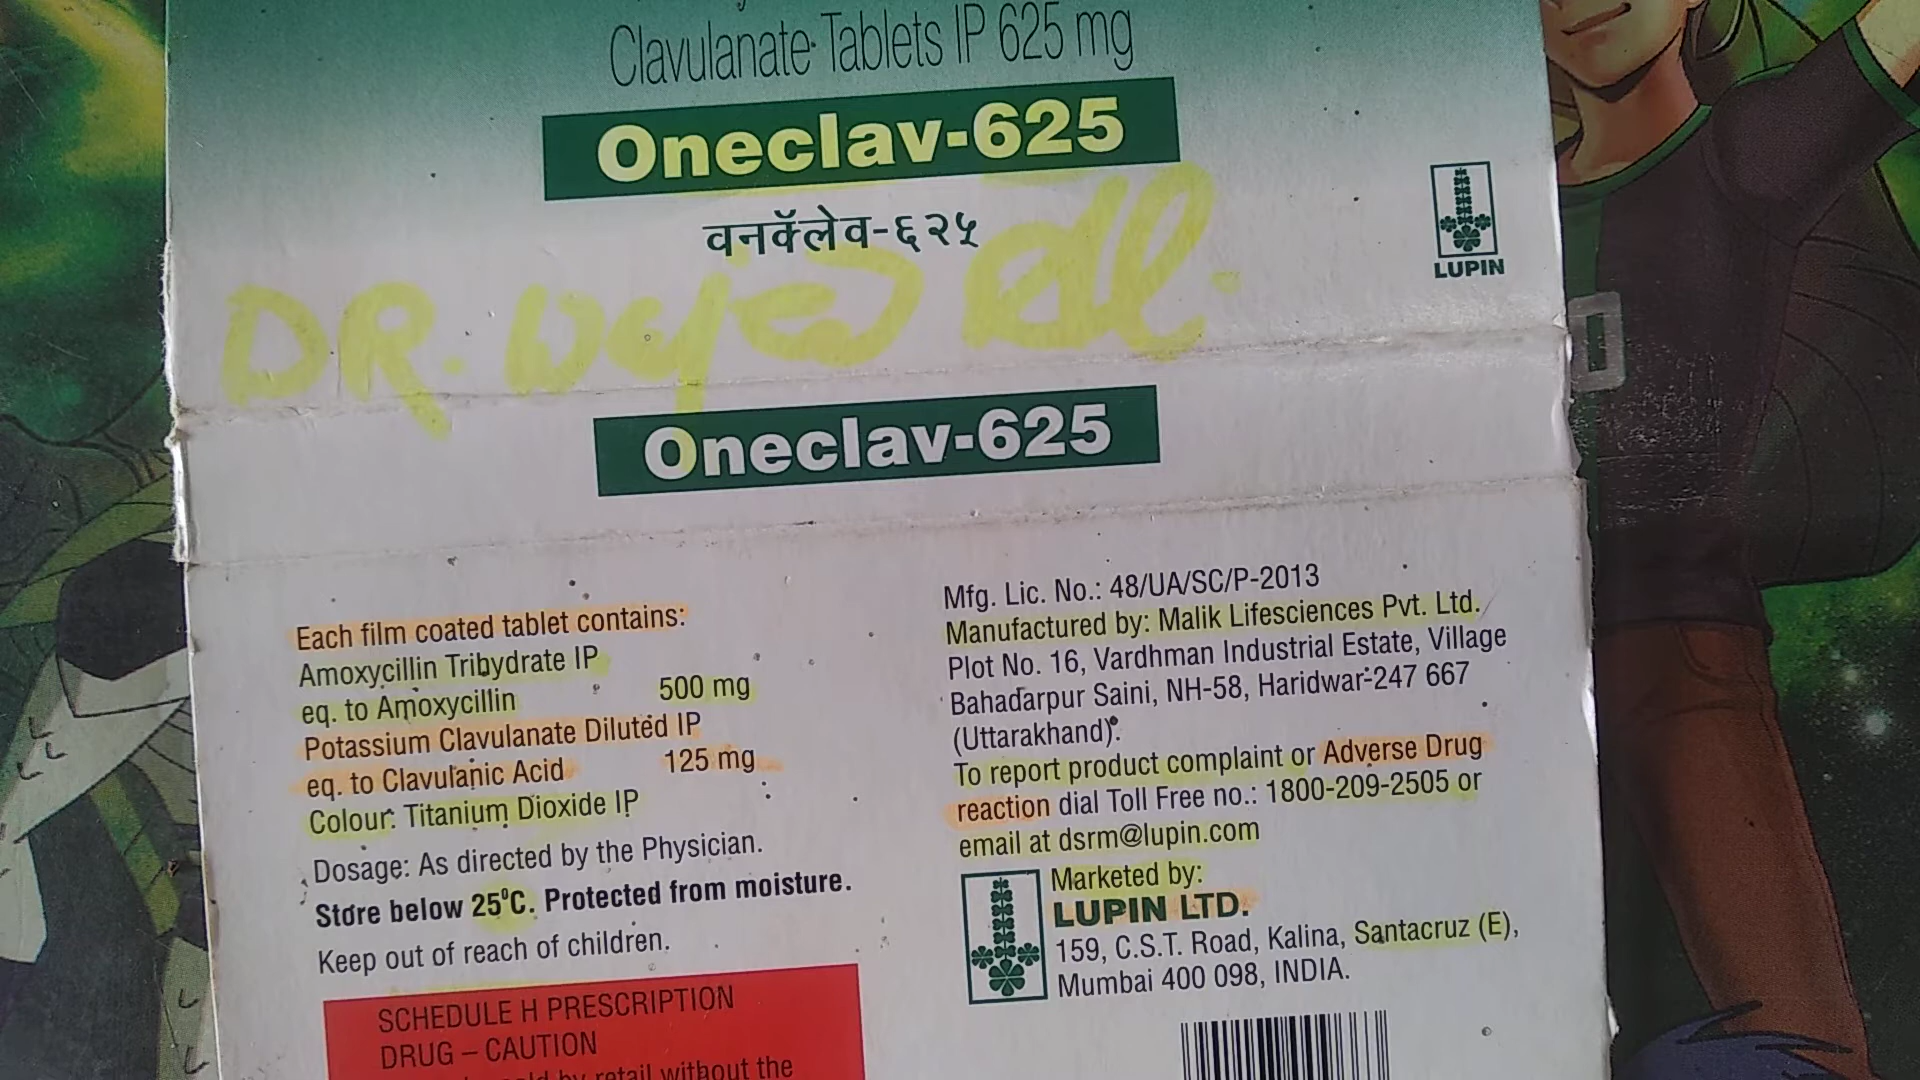 Clavulanate Tablets IP 625 mg
Oneclav-625
वनकॅलेव-६२५
LUPIN
DR.
Oneclav-625
Each film coated tablet contains:
Amoxycillin Trihydrate IP
eq. to Amoxycillin 500 mg
Potassium Clavulanate Diluted IP
eq. to Clavulanic Acid 125 mg
Colour: Titanium Dioxide IP
Dosage: As directed by the Physician.
Store below 25°C. Protected from moisture.
Keep out of reach of children.
SCHEDULE H PRESCRIPTION
DRUG – CAUTION
by retail without the
Mfg. Lic. No.: 48/UA/SC/P-2013
Manufactured by: Malik Lifesciences Pvt. Ltd.
Plot No. 16, Vardhman Industrial Estate, Village
Bahadarpur Saini, NH-58, Haridwar-247 667
(Uttarakhand).
To report product complaint or Adverse Drug
reaction dial Toll Free no.: 1800-209-2505 or
email at dsrm@lupin.com
Marketed by:
LUPIN LTD.
159, C.S.T. Road, Kalina, Santacruz (E),
Mumbai 400 098, INDIA.